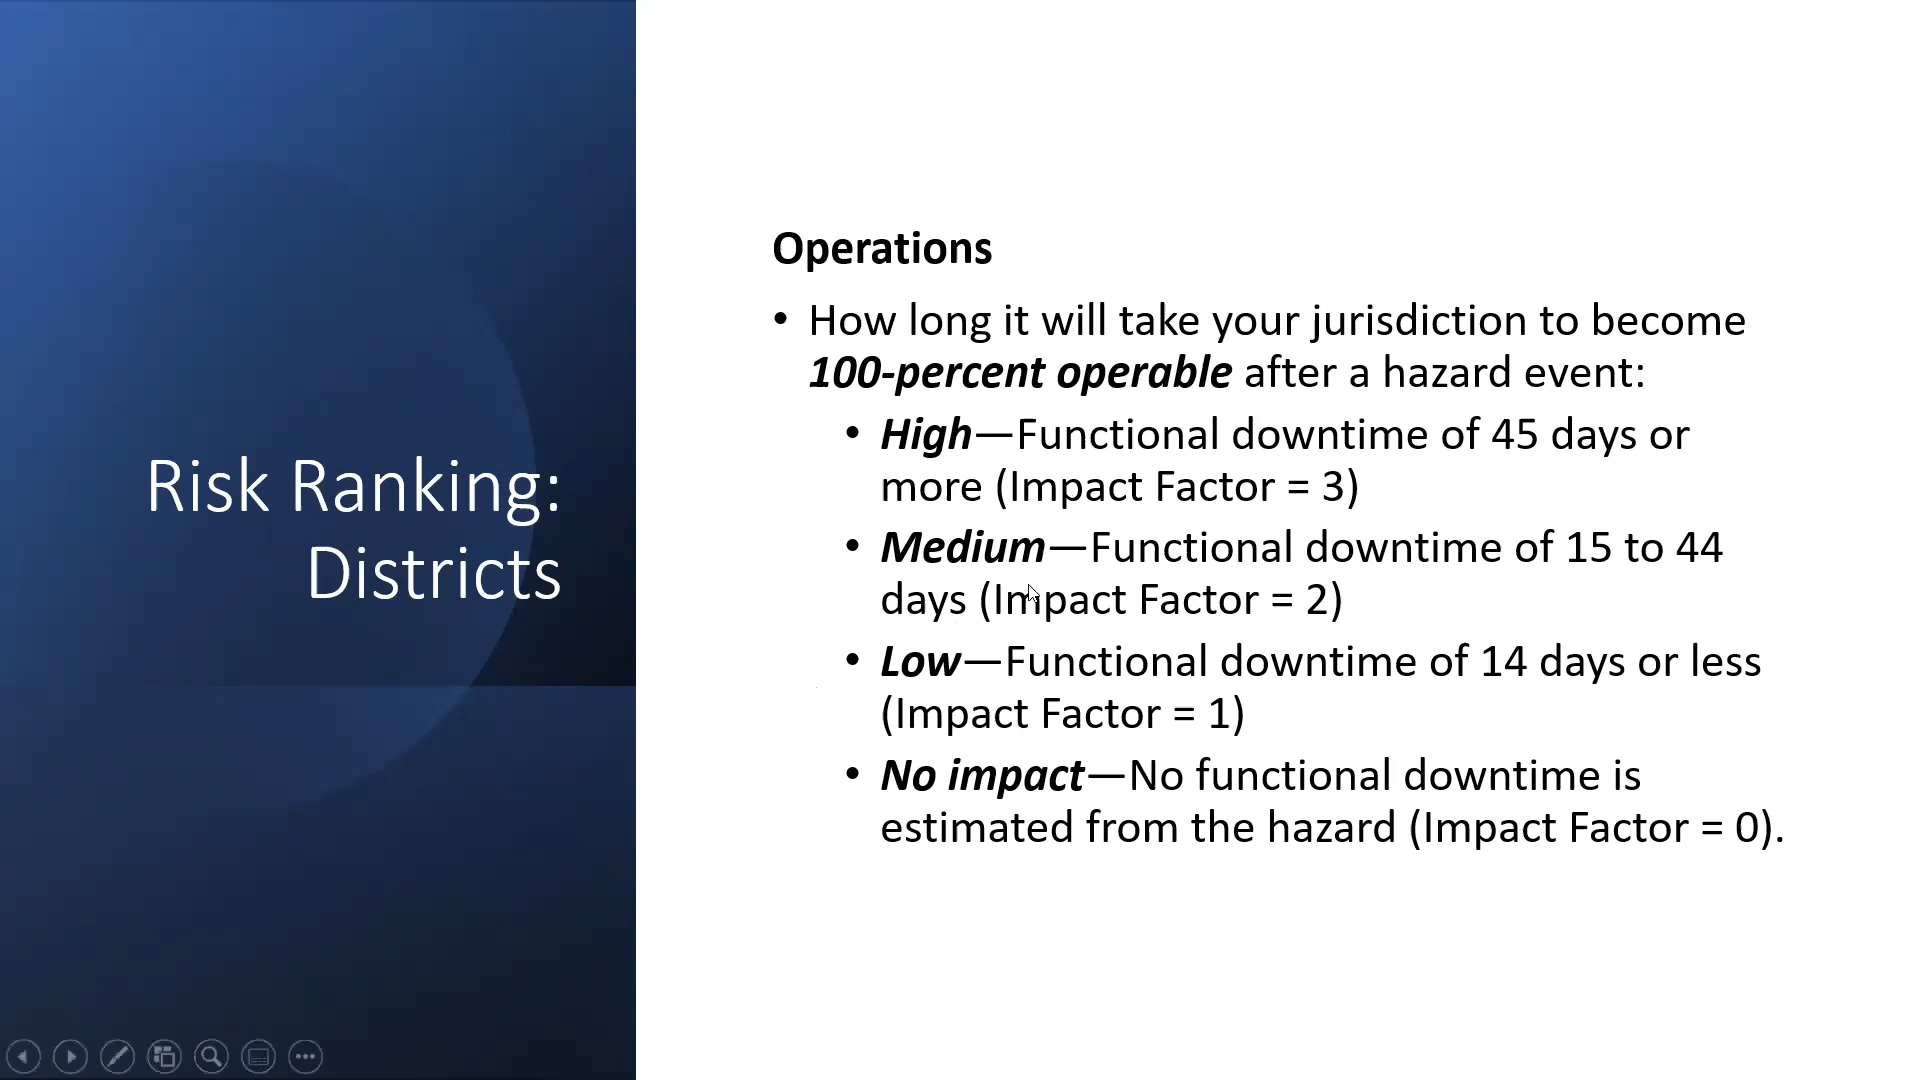 Risk Ranking:
Districts
Operations
• How long it will take your jurisdiction to become
100-percent operable after a hazard event:
• High—Functional downtime of 45 days or
more (Impact Factor = 3)
• Medium—Functional downtime of 15 to 44
days (Impact Factor = 2)
• Low—Functional downtime of 14 days or less
(Impact Factor = 1)
• No impact—No functional downtime is
estimated from the hazard (Impact Factor = 0).